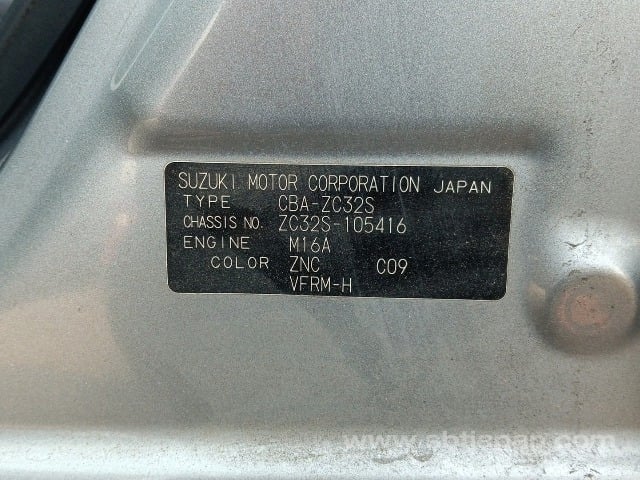 SUZUKI MOTOR CORPORATION JAPAN
TYPE CBA-ZC32S
CHASSIS NO. ZC32S-105416
ENGINE M16A
COLOR ZNC C09
VFRM-H
www.sbtjapan.com